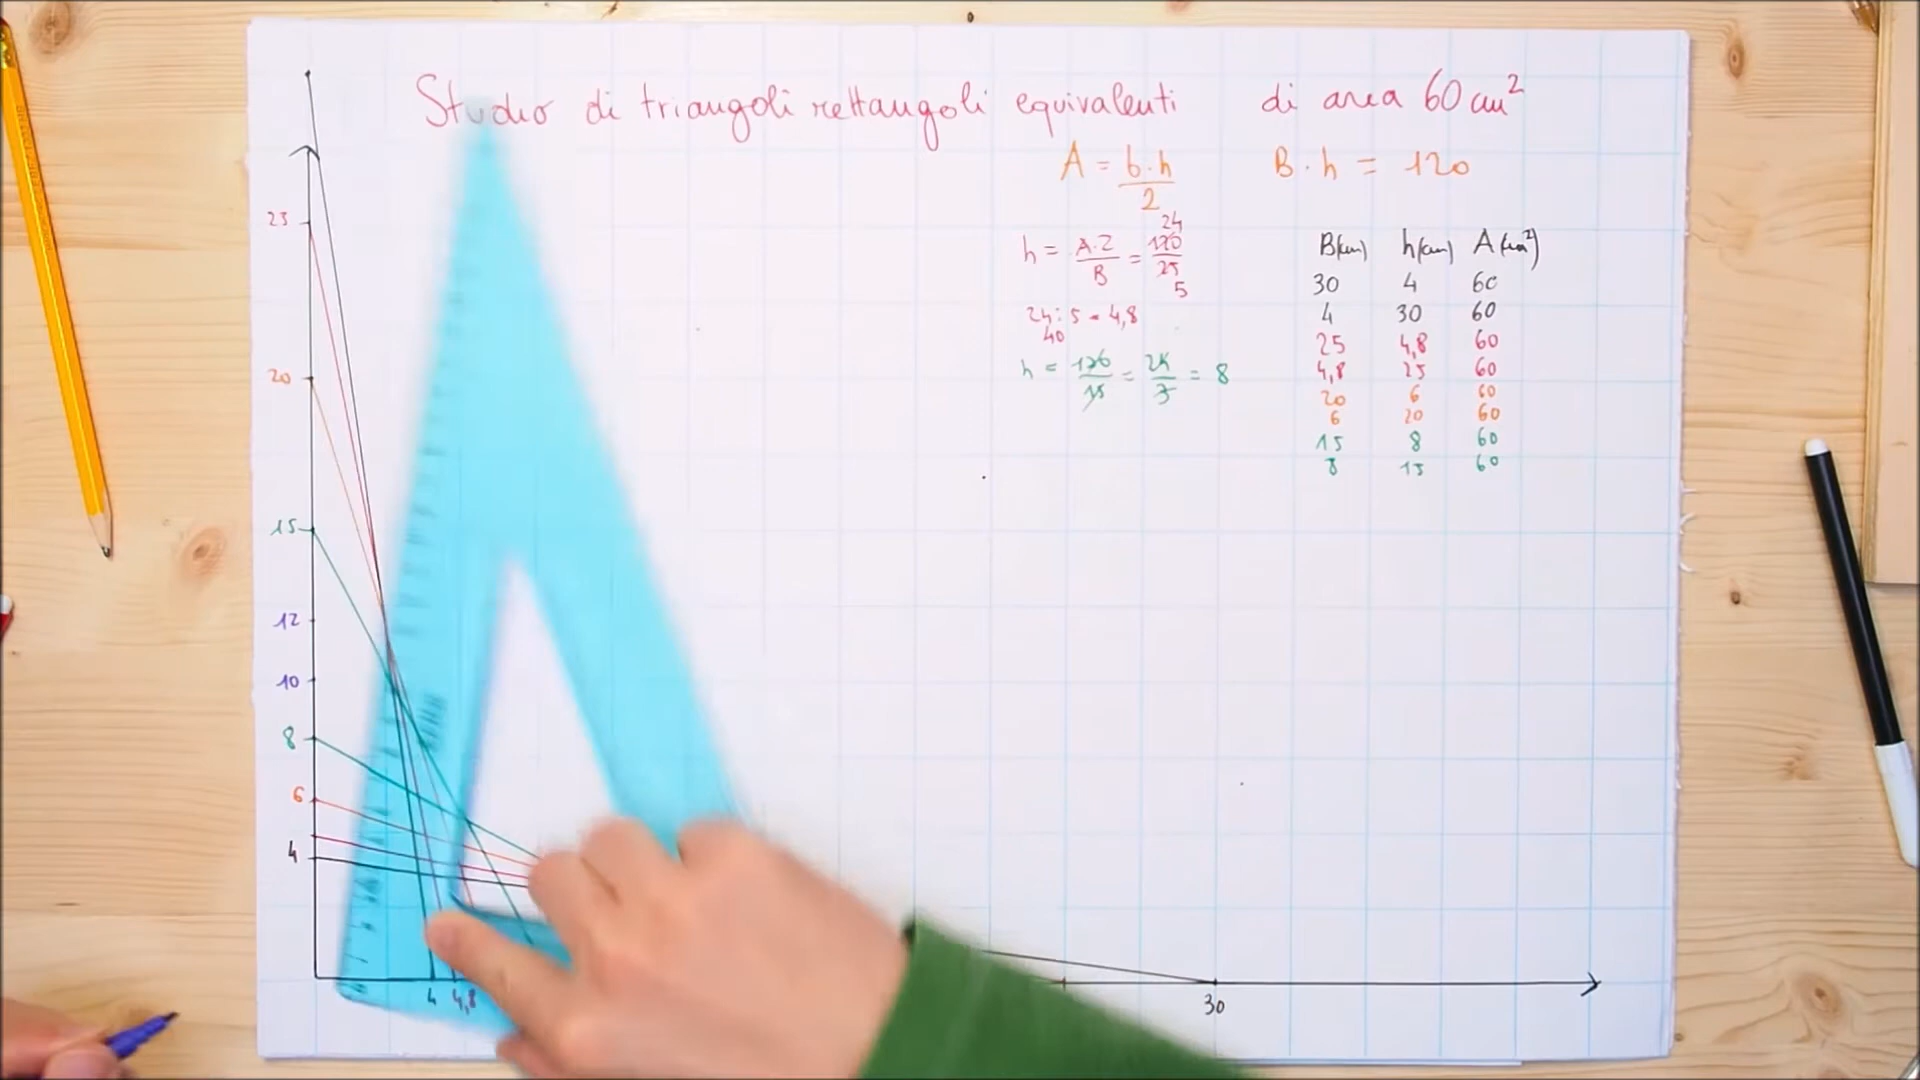 Studio di triangoli rettangoli equivalenti di area 60 cm²
A = b·h/2 B·h = 120
h = A·2/B = 120/25 24 5
24:5 = 4,8
40
h = 120/15 = 24/3 = 8
B(cm) h(cm) A(cm²)
30 4 60
4 30 60
25 4,8 60
4,8 25 60
20 6 60
6 20 60
15 8 60
8 15 60
25
20
15
12
10
8
6
4
4 4,8 30